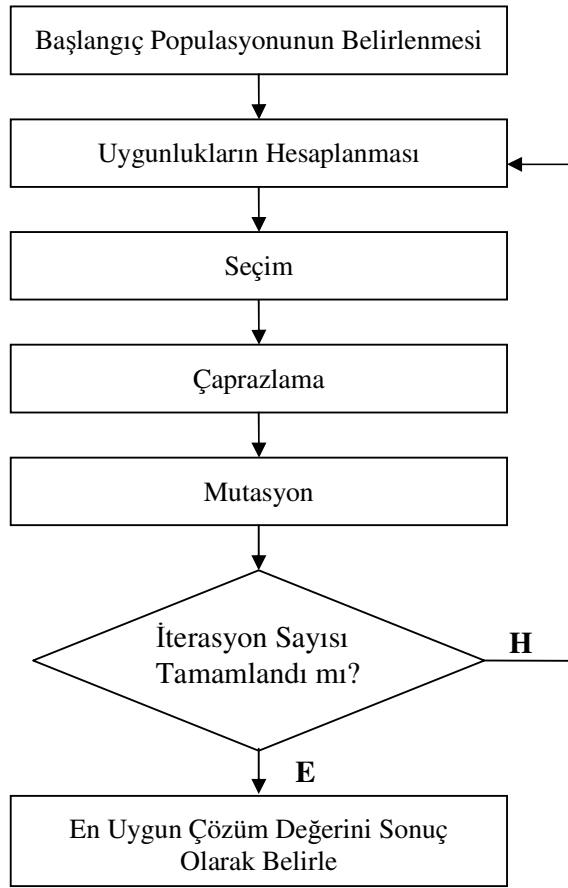 Başlangıç Populasyonunun Belirlenmesi
Uygunlukların Hesaplanması
Seçim
Çaprazlama
Mutasyon
İterasyon Sayısı
Tamamlandı mı?
H
E
En Uygun Çözüm Değerini Sonuç
Olarak Belirle